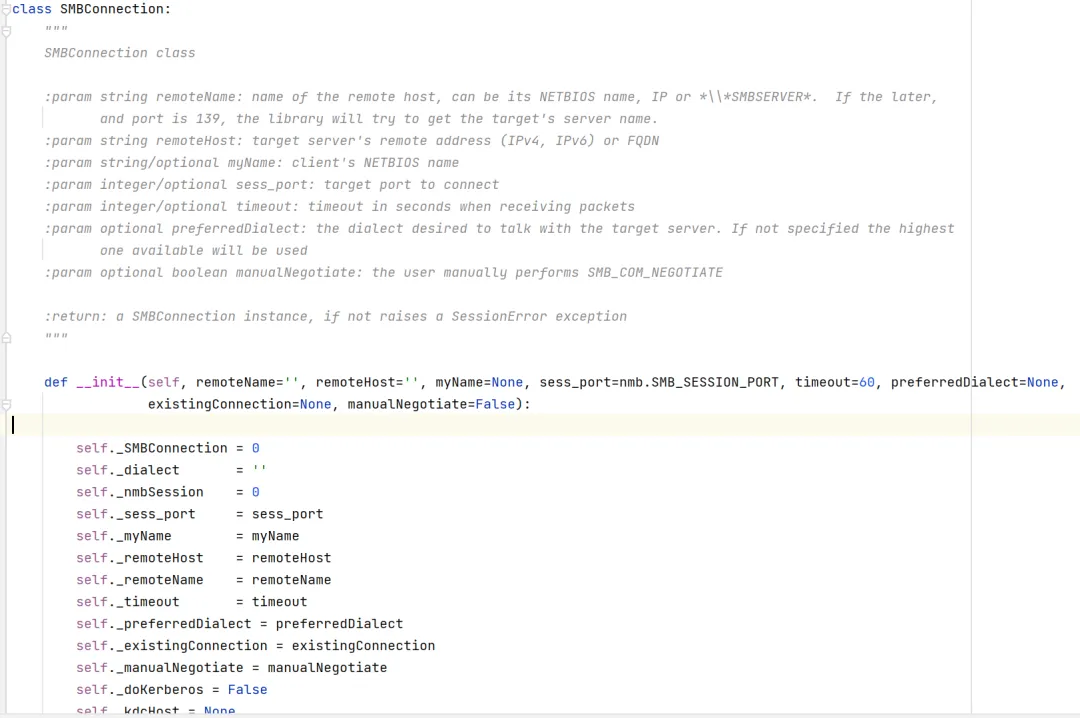 class SMBConnection:
    """
    SMBConnection class

    :param string remoteName: name of the remote host, can be its NETBIOS name, IP or *\\*SMBSERVER*.  If the later,
           and port is 139, the library will try to get the target's server name.
    :param string remoteHost: target server's remote address (IPv4, IPv6) or FQDN
    :param string/optional myName: client's NETBIOS name
    :param integer/optional sess_port: target port to connect
    :param integer/optional timeout: timeout in seconds when receiving packets
    :param optional preferredDialect: the dialect desired to talk with the target server. If not specified the highest
           one available will be used
    :param optional boolean manualNegotiate: the user manually performs SMB_COM_NEGOTIATE

    :return: a SMBConnection instance, if not raises a SessionError exception
    """

    def __init__(self, remoteName='', remoteHost='', myName=None, sess_port=nmb.SMB_SESSION_PORT, timeout=60, preferredDialect=None,
                 existingConnection=None, manualNegotiate=False):

        self._SMBConnection = 0
        self._dialect       = ''
        self._nmbSession    = 0
        self._sess_port     = sess_port
        self._myName        = myName
        self._remoteHost    = remoteHost
        self._remoteName    = remoteName
        self._timeout       = timeout
        self._preferredDialect = preferredDialect
        self._existingConnection = existingConnection
        self._manualNegotiate = manualNegotiate
        self._doKerberos = False
        self._kdcHost = None